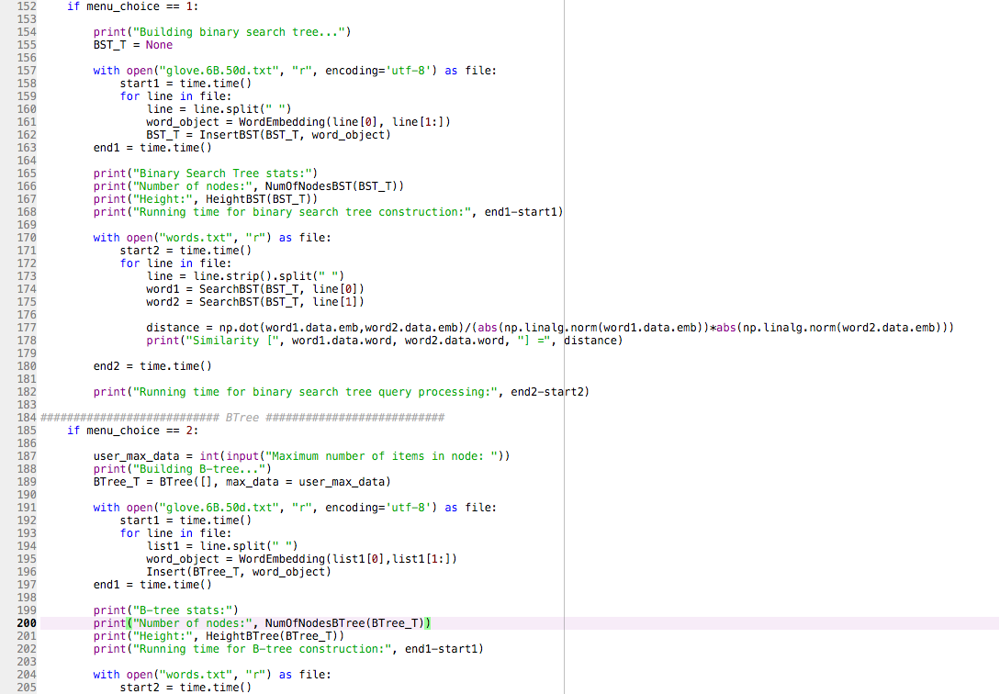 152     if menu_choice == 1:
153
154         print("Building binary search tree...")
155         BST_T = None
156
157         with open("glove.6B.50d.txt", "r", encoding='utf-8') as file:
158             start1 = time.time()
159             for line in file:
160                 line = line.split(" ")
161                 word_object = WordEmbedding(line[0], line[1:])
162                 BST_T = InsertBST(BST_T, word_object)
163         end1 = time.time()
164
165         print("Binary Search Tree stats:")
166         print("Number of nodes:", NumOfNodesBST(BST_T))
167         print("Height:", HeightBST(BST_T))
168         print("Running time for binary search tree construction:", end1-start1)
169
170         with open("words.txt", "r") as file:
171             start2 = time.time()
172             for line in file:
173                 line = line.strip().split(" ")
174                 word1 = SearchBST(BST_T, line[0])
175                 word2 = SearchBST(BST_T, line[1])
176
177                 distance = np.dot(word1.data.emb,word2.data.emb)/(abs(np.linalg.norm(word1.data.emb))*abs(np.linalg.norm(word2.data.emb)))
178                 print("Similarity [", word1.data.word, word2.data.word, "] =", distance)
179
180         end2 = time.time()
181
182         print("Running time for binary search tree query processing:", end2-start2)
183
184 ########################### BTree ###########################
185     if menu_choice == 2:
186
187         user_max_data = int(input("Maximum number of items in node: "))
188         print("Building B-tree...")
189         BTree_T = BTree([], max_data = user_max_data)
190
191         with open("glove.6B.50d.txt", "r", encoding='utf-8') as file:
192             start1 = time.time()
193             for line in file:
194                 list1 = line.split(" ")
195                 word_object = WordEmbedding(list1[0],list1[1:])
196                 Insert(BTree_T, word_object)
197         end1 = time.time()
198
199         print("B-tree stats:")
200         print("Number of nodes:", NumOfNodesBTree(BTree_T))
201         print("Height:", HeightBTree(BTree_T))
202         print("Running time for B-tree construction:", end1-start1)
203
204         with open("words.txt", "r") as file:
205             start2 = time.time()